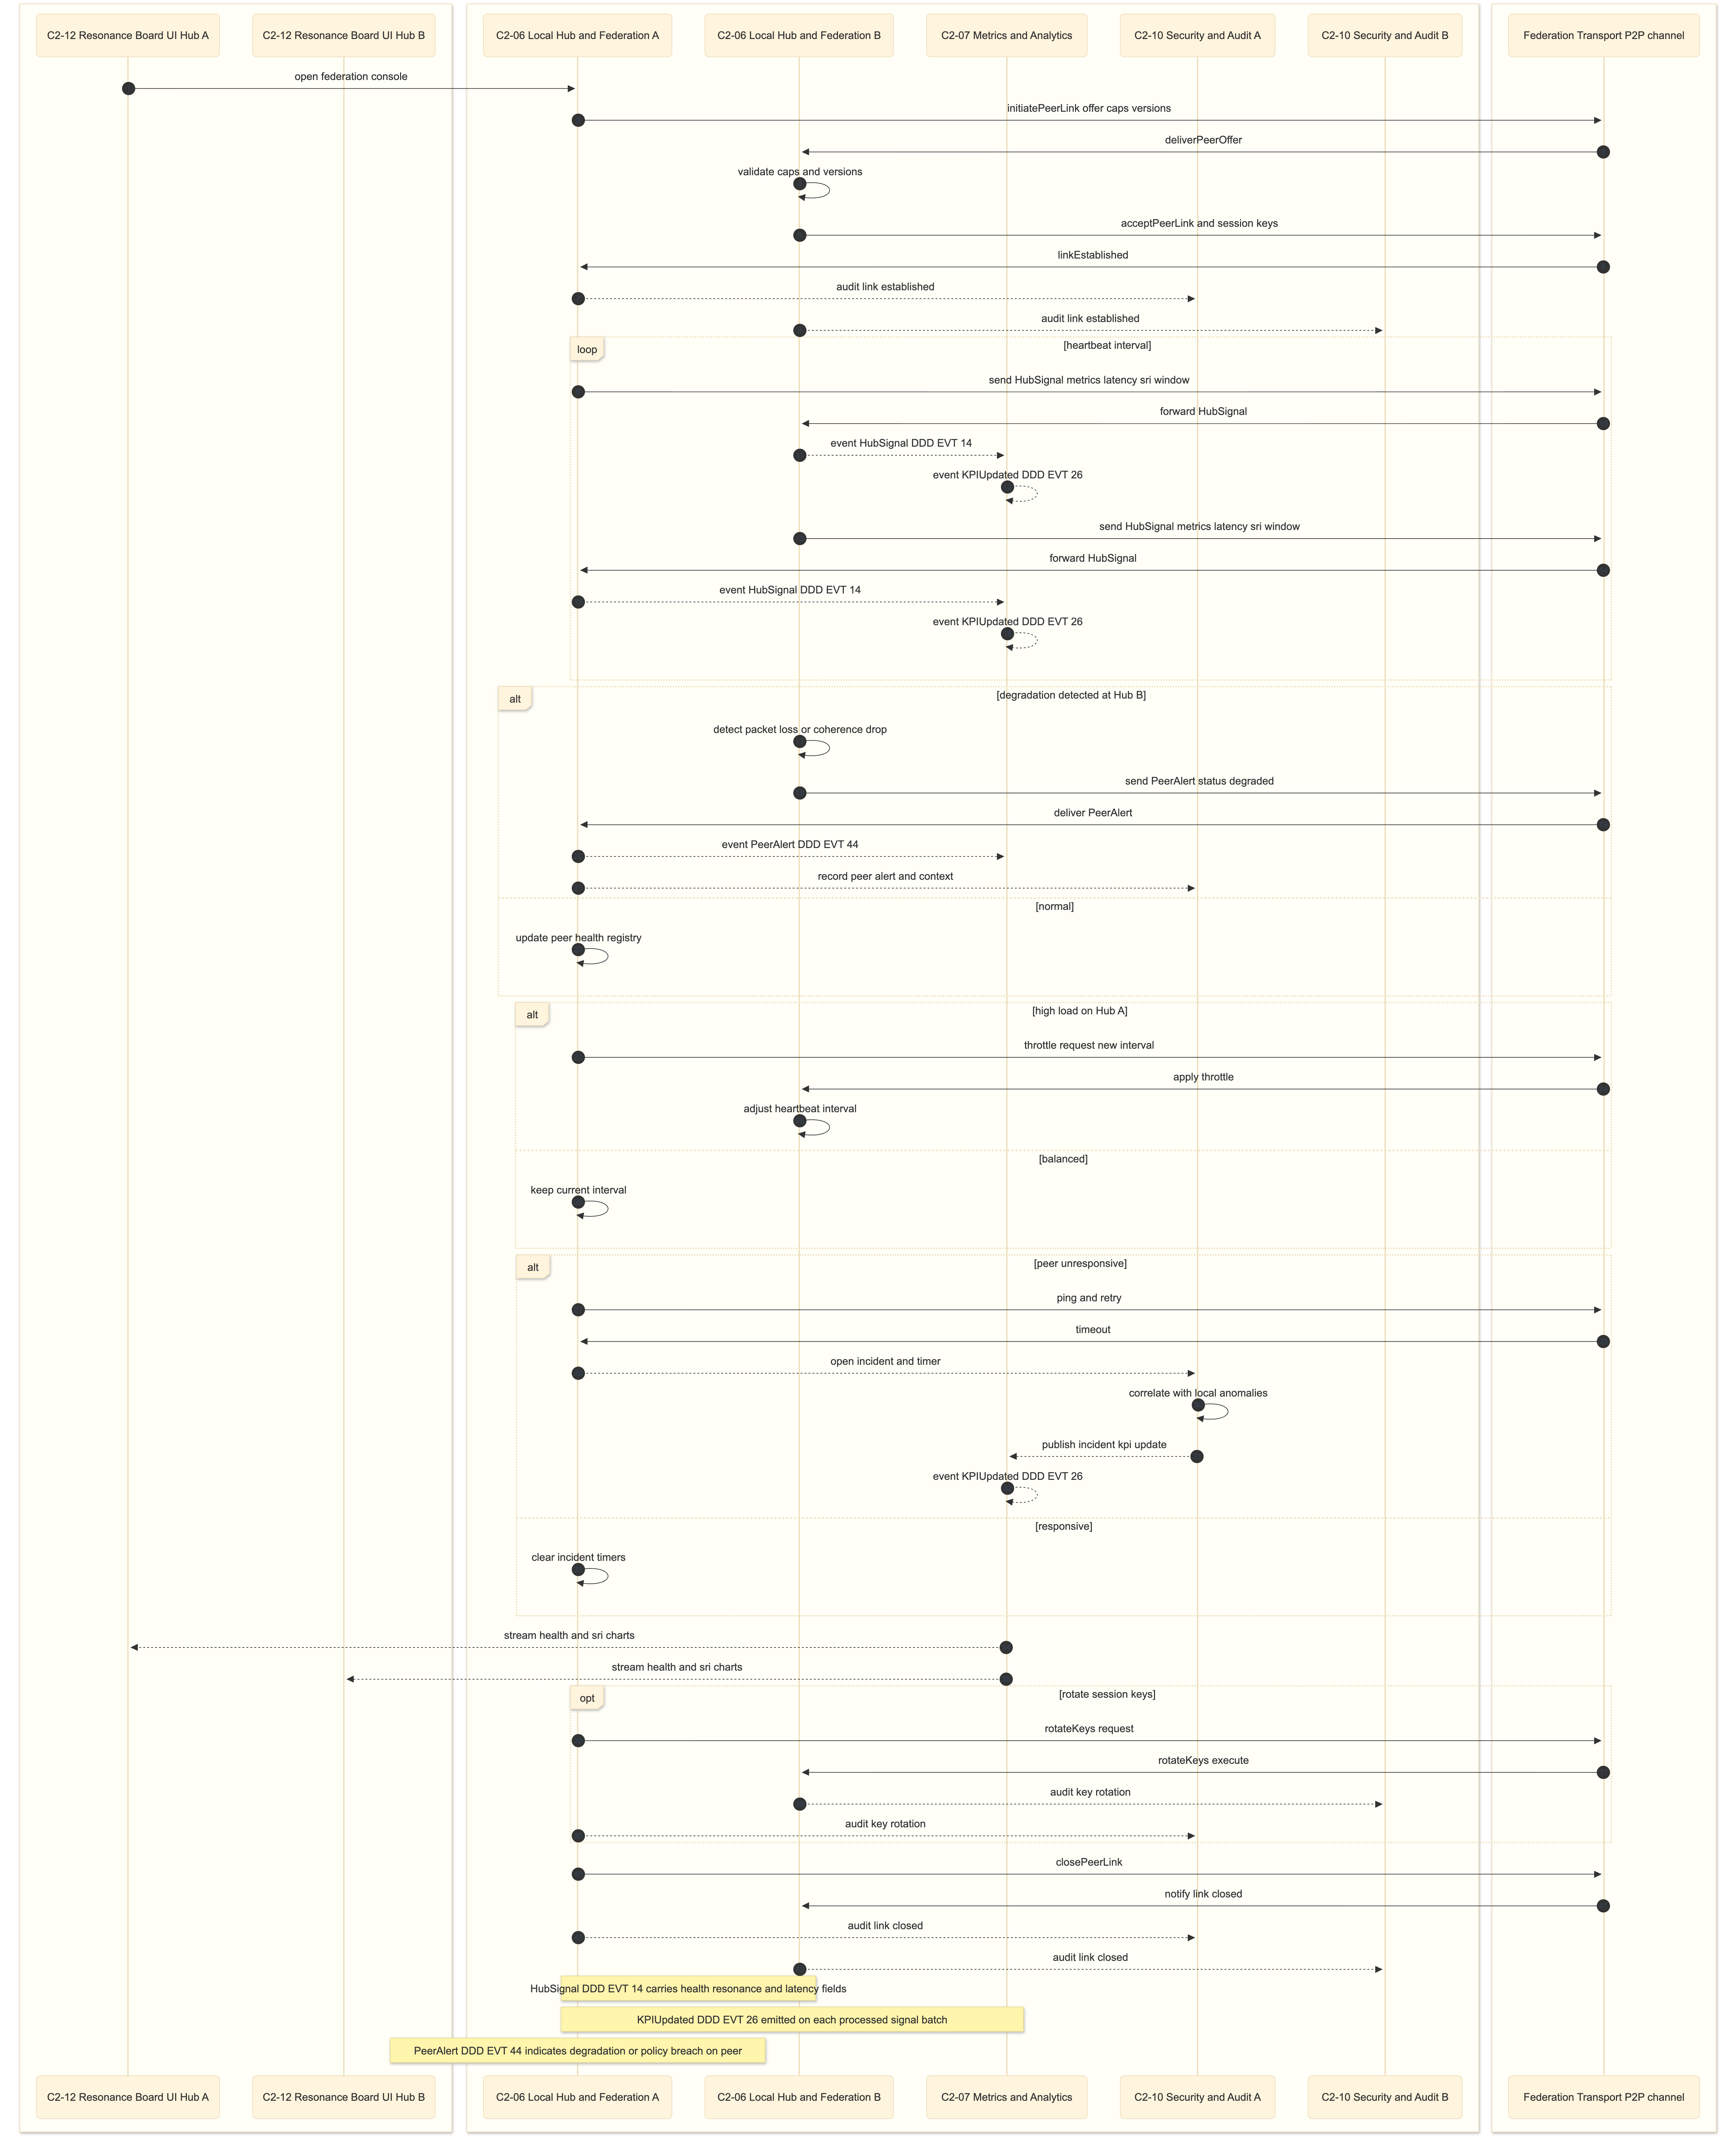 C2-12 Resonance Board UI Hub A
C2-12 Resonance Board UI Hub B
C2-06 Local Hub and Federation A
C2-06 Local Hub and Federation B
C2-07 Metrics and Analytics
C2-10 Security and Audit A
C2-10 Security and Audit B
Federation Transport P2P channel
open federation console
initiatePeerLink offer caps versions
deliverPeerOffer
validate caps and versions
acceptPeerLink and session keys
linkEstablished
audit link established
audit link established
loop
[heartbeat interval]
send HubSignal metrics latency sri window
forward HubSignal
event HubSignal DDD EVT 14
event KPIUpdated DDD EVT 26
send HubSignal metrics latency sri window
forward HubSignal
event HubSignal DDD EVT 14
event KPIUpdated DDD EVT 26
alt
[degradation detected at Hub B]
detect packet loss or coherence drop
send PeerAlert status degraded
deliver PeerAlert
event PeerAlert DDD EVT 44
record peer alert and context
[normal]
update peer health registry
alt
[high load on Hub A]
throttle request new interval
apply throttle
adjust heartbeat interval
[balanced]
keep current interval
alt
[peer unresponsive]
ping and retry
timeout
open incident and timer
correlate with local anomalies
publish incident kpi update
event KPIUpdated DDD EVT 26
[responsive]
clear incident timers
stream health and sri charts
stream health and sri charts
opt
[rotate session keys]
rotateKeys request
rotateKeys execute
audit key rotation
audit key rotation
closePeerLink
notify link closed
audit link closed
audit link closed
HubSignal DDD EVT 14 carries health resonance and latency fields
KPIUpdated DDD EVT 26 emitted on each processed signal batch
PeerAlert DDD EVT 44 indicates degradation or policy breach on peer
C2-12 Resonance Board UI Hub A
C2-12 Resonance Board UI Hub B
C2-06 Local Hub and Federation A
C2-06 Local Hub and Federation B
C2-07 Metrics and Analytics
C2-10 Security and Audit A
C2-10 Security and Audit B
Federation Transport P2P channel